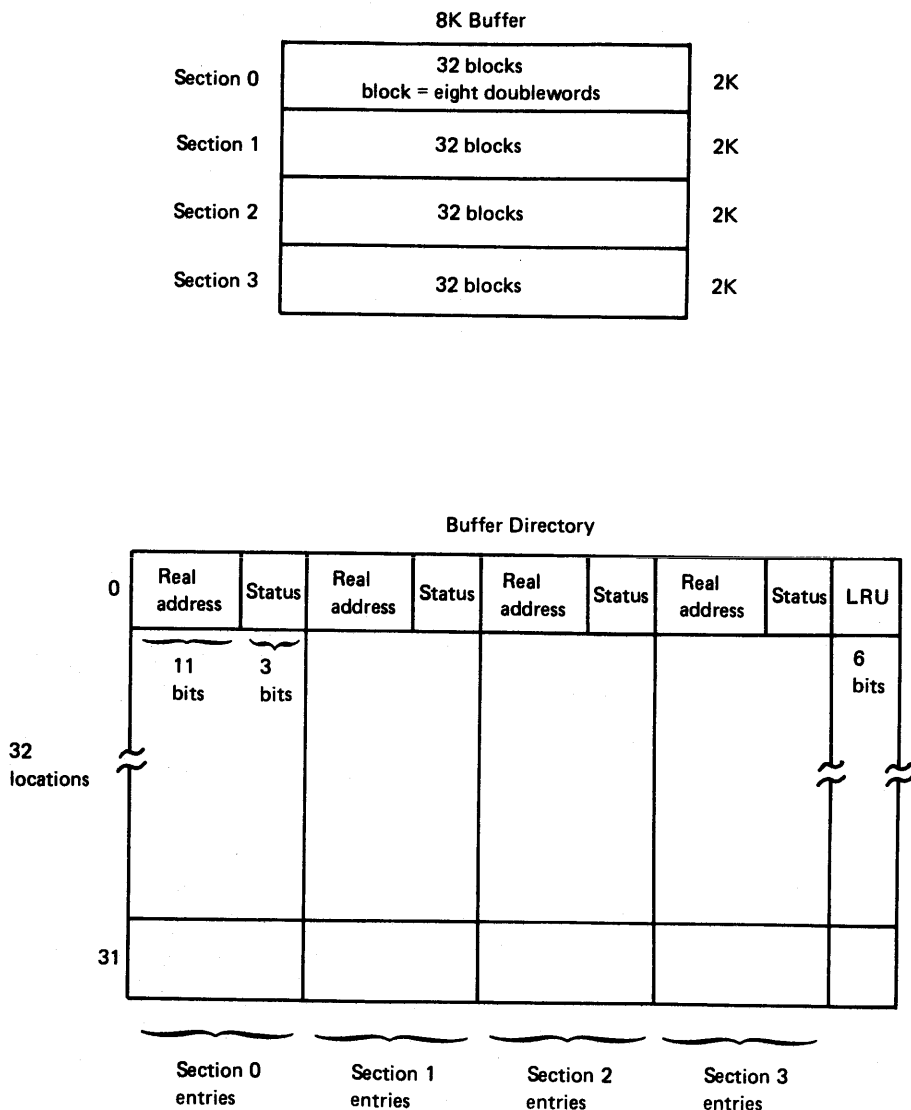 8K Buffer
Section 0
32 blocks
block = eight doublewords
2K
Section 1
32 blocks
2K
Section 2
32 blocks
2K
Section 3
32 blocks
2K
Buffer Directory
0
Real
address
Status
Real
address
Status
Real
address
Status
Real
address
Status
LRU
11
bits
3
bits
6
bits
32
locations
31
Section 0
entries
Section 1
entries
Section 2
entries
Section 3
entries